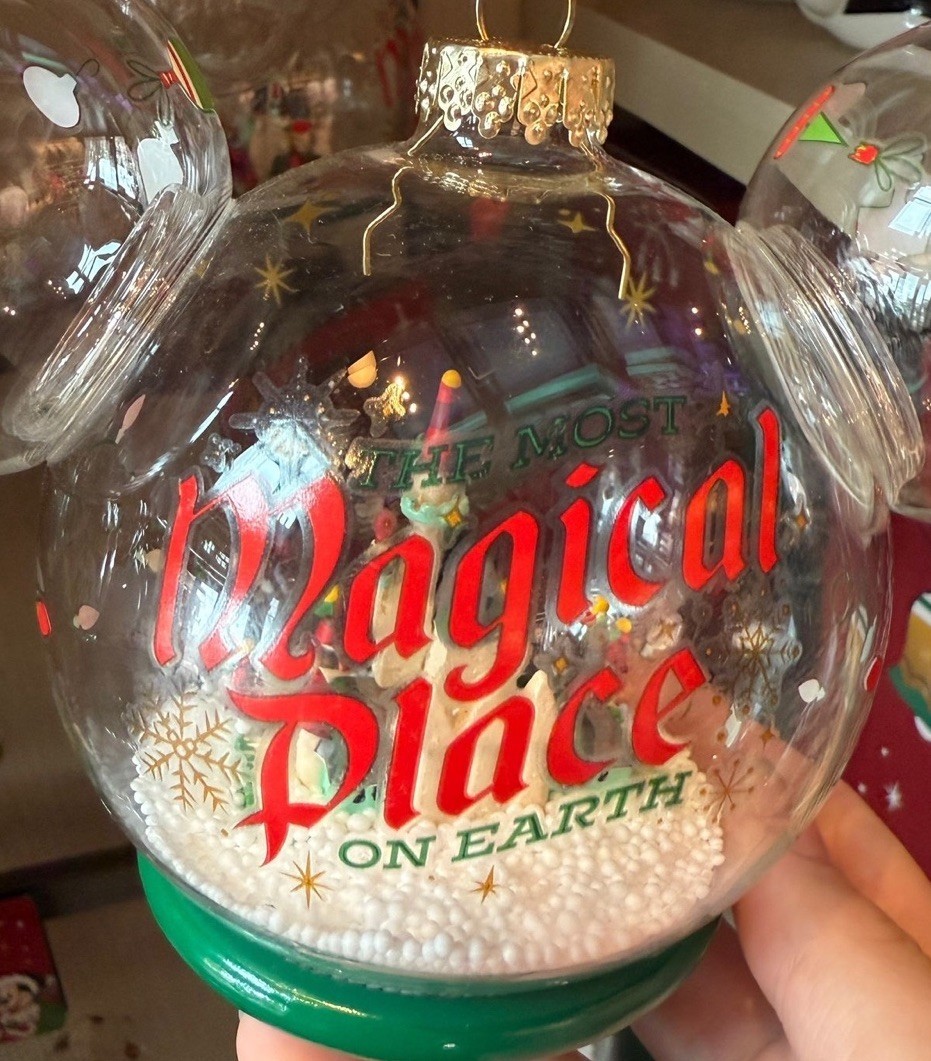 THE MOST
Magical
Place
ON EARTH